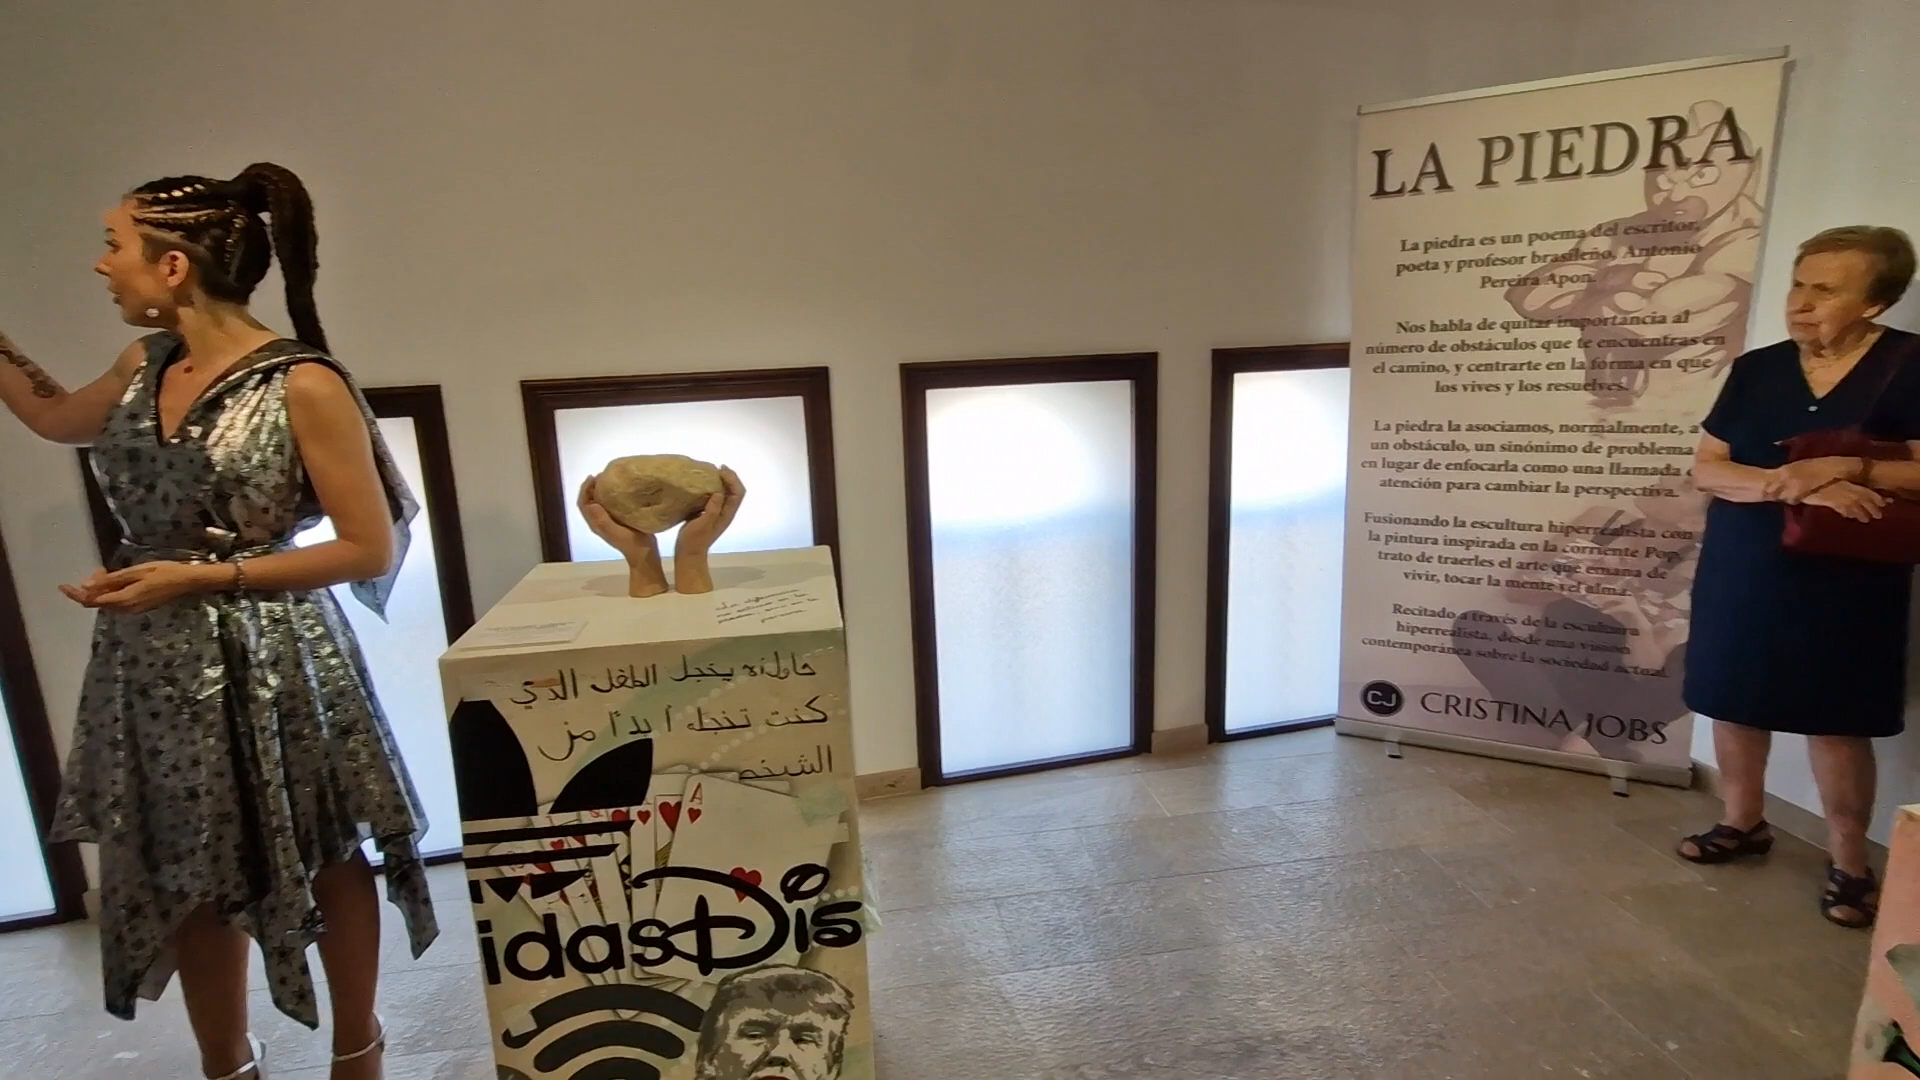 LA PIEDRA
La piedra es un poema del escritor,
poeta y profesor brasileño, Antonio
Pereira Apon.
Nos habla de quitar importancia al
número de obstáculos que te encuentras en
el camino, y centrarte en la forma en que
los vives y los resuelves.
La piedra la asociamos, normalmente, a
un obstáculo, un sinónimo de problema
en lugar de enfocarla como una llamada
atención para cambiar la perspectiva.
Fusionando la escultura hiperrealista con
la pintura inspirada en la corriente Pop,
trato de traerles el arte que emana de
vivir, tocar la mente y el alma.
Recitado a través de la escultura
hiperrealista, desde una visión
contemporánea sobre la sociedad actual.
CJ CRISTINA JOBS
يخجل الطفل الذي
كنت تخجل أبدًا من
الشخص
A
idas Dis